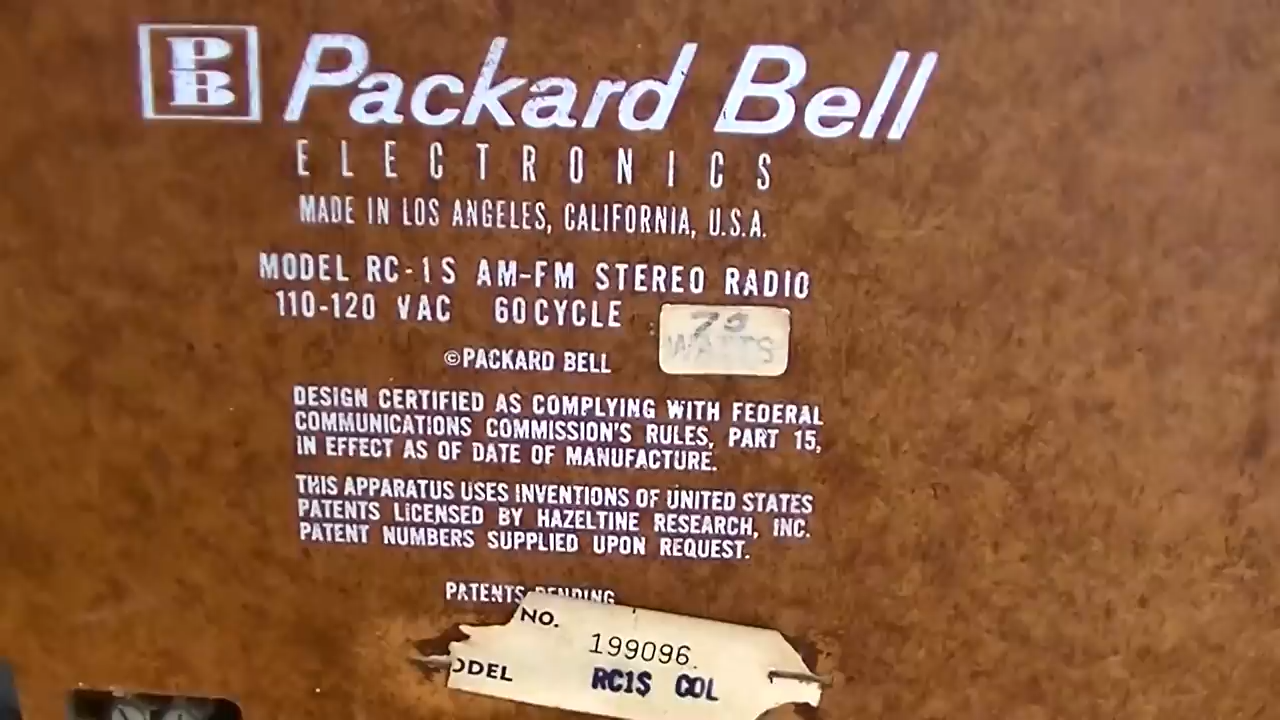 PB Packard Bell
ELECTRONICS
MADE IN LOS ANGELES, CALIFORNIA, U.S.A.
MODEL RC-1S AM-FM STEREO RADIO
110-120 VAC 60 CYCLE
75
WATTS
©PACKARD BELL
DESIGN CERTIFIED AS COMPLYING WITH FEDERAL
COMMUNICATIONS COMMISSION'S RULES, PART 15,
IN EFFECT AS OF DATE OF MANUFACTURE.
THIS APPARATUS USES INVENTIONS OF UNITED STATES
PATENTS LICENSED BY HAZELTINE RESEARCH, INC.
PATENT NUMBERS SUPPLIED UPON REQUEST.
PATENTS PENDING
NO. 199096
ODEL RC1S COL